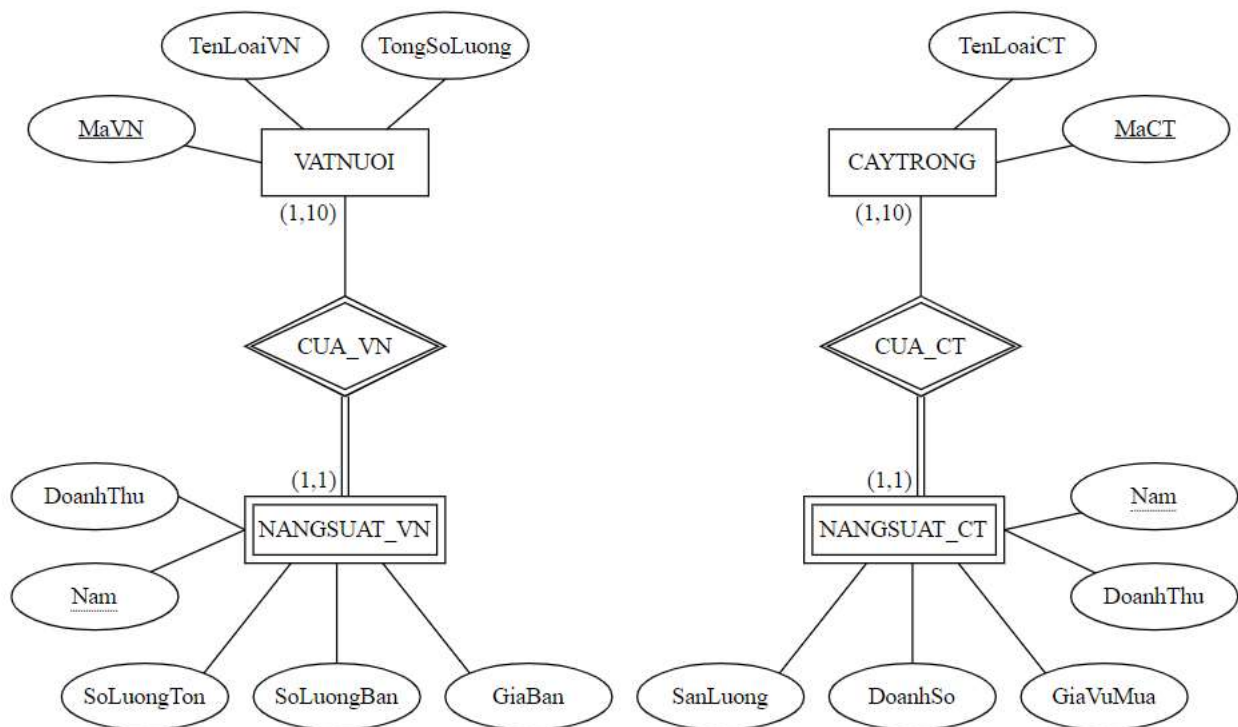 TenLoaiVN
TongSoLuong
TenLoaiCT
MaVN
MaCT
VATNUOI
CAYTRONG
(1,10)
(1,10)
CUA_VN
CUA_CT
(1,1)
(1,1)
DoanhThu
Nam
NANGSUAT_VN
NANGSUAT_CT
Nam
DoanhThu
SoLuongTon
SoLuongBan
GiaBan
SanLuong
DoanhSo
GiaVuMua